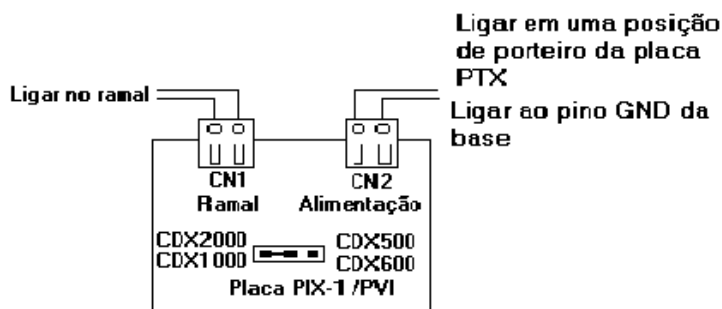 Ligar em uma posição
de porteiro da placa
PTX
Ligar no ramal
Ligar ao pino GND da
base
CN1
Ramal
CN2
Alimentação
CDX2000
CDX1000
CDX500
CDX600
Placa PIX-1 /PVI